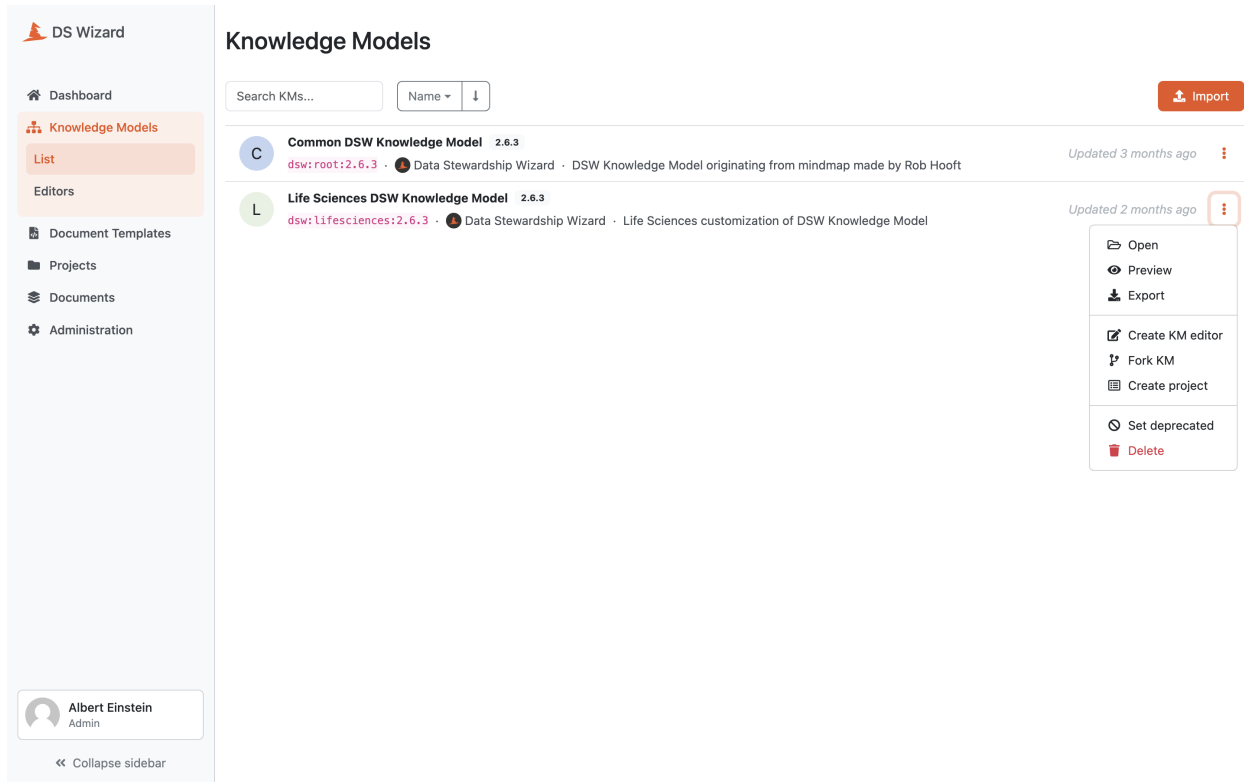 DS Wizard
Dashboard
Knowledge Models
List
Editors
Document Templates
Projects
Documents
Administration
Albert Einstein
Admin
Collapse sidebar
Knowledge Models
Search KMs...
Name
Import
C
Common DSW Knowledge Model 2.6.3
dsw:root:2.6.3 · Data Stewardship Wizard · DSW Knowledge Model originating from mindmap made by Rob Hooft
Updated 3 months ago
L
Life Sciences DSW Knowledge Model 2.6.3
dsw:lifesciences:2.6.3 · Data Stewardship Wizard · Life Sciences customization of DSW Knowledge Model
Updated 2 months ago
Open
Preview
Export
Create KM editor
Fork KM
Create project
Set deprecated
Delete